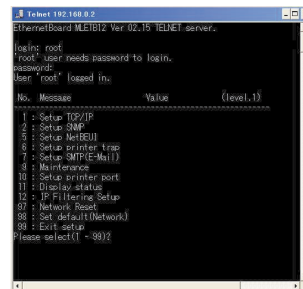 Telnet 192.168.0.2
EthernetBoard MLETB12 Ver 02.15 TELNET server.
login: root
'root' user needs password to login.
password:
User 'root' logged in.
No. Message Value (level.1)
1 : Setup TCP/IP
2 : Setup SNMP
5 : Setup NetBEUI
6 : Setup printer trap
7 : Setup SMTP(E-Mail)
9 : Maintenance
10 : Setup printer port
11 : Display status
12 : IP Filtering Setup
97 : Network Reset
98 : Set default(Network)
99 : Exit setup
Please select(1 - 99)?